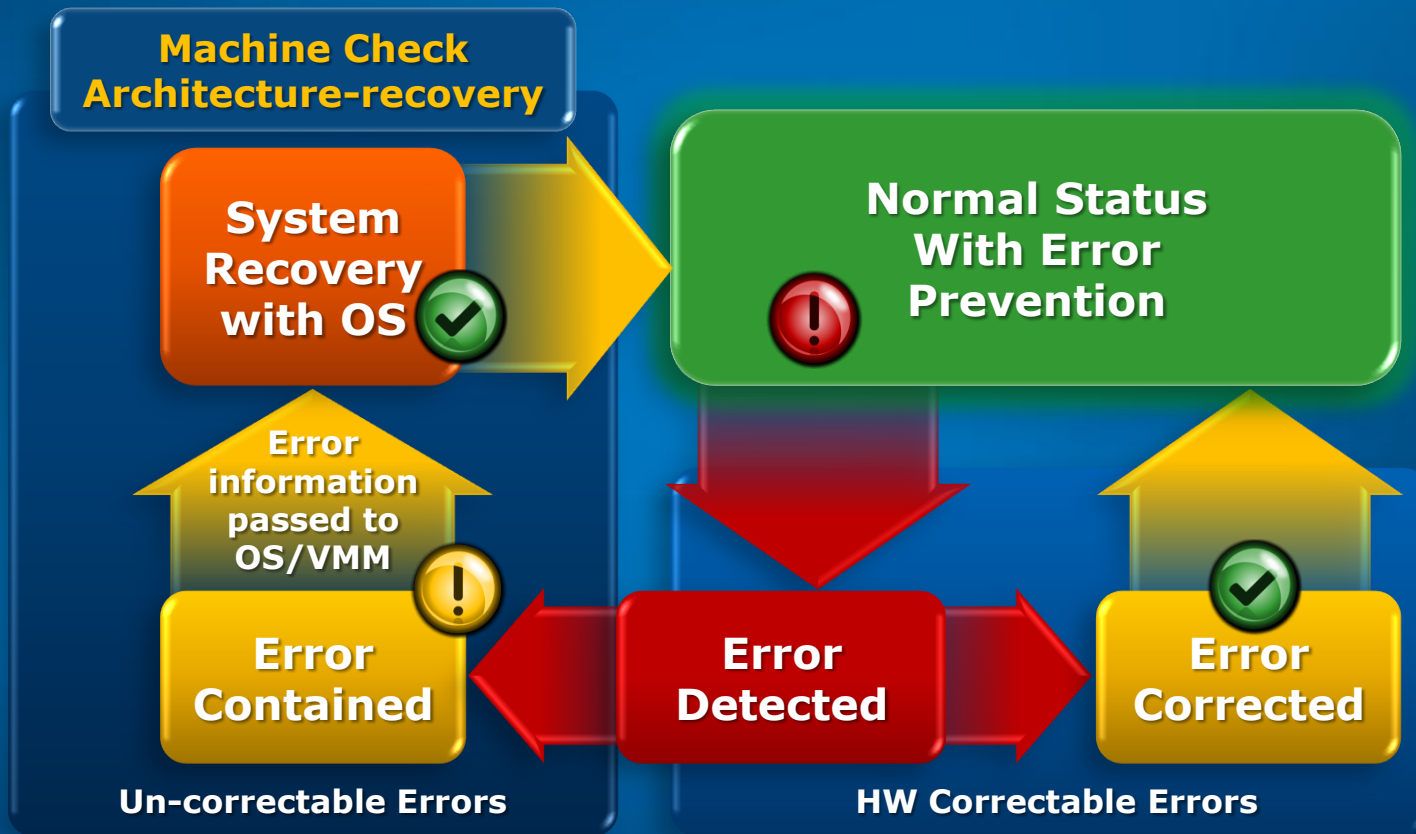 Machine Check
Architecture-recovery
System
Recovery
with OS
Normal Status
With Error
Prevention
Error
information
passed to
OS/VMM
Error
Contained
Error
Detected
Error
Corrected
Un-correctable Errors
HW Correctable Errors